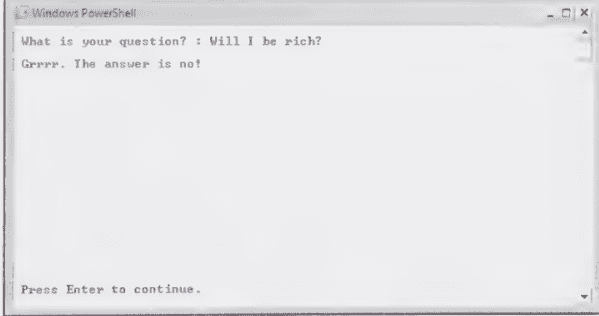 Windows PowerShell
What is your question? : Will I be rich?
Grrrr. The answer is no!
Press Enter to continue.